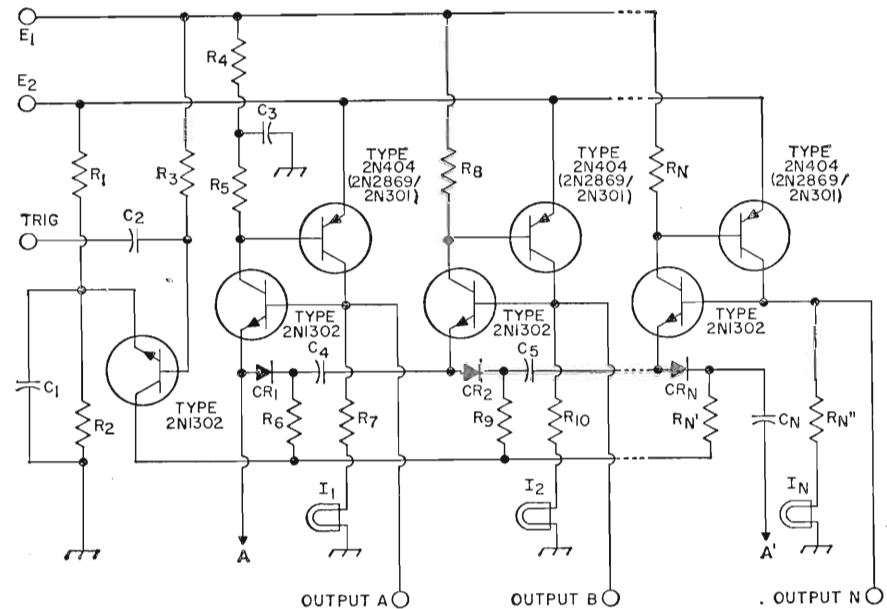 E1
R4
E2
C3
TYPE
2N404
(2N2869/
2N301)
TYPE
2N404
(2N2869/
2N301)
TYPE
2N404
(2N2869/
2N301)
R1
R3
R5
R8
RN
TRIG
C2
TYPE
2N1302
TYPE
2N1302
TYPE
2N1302
C4
C5
C1
CR1
CR2
CRN
TYPE
2N1302
R2
R6
R7
R9
R10
RN'
CN
RN"
I1
I2
IN
A
A'
OUTPUT A
OUTPUT B
. OUTPUT N